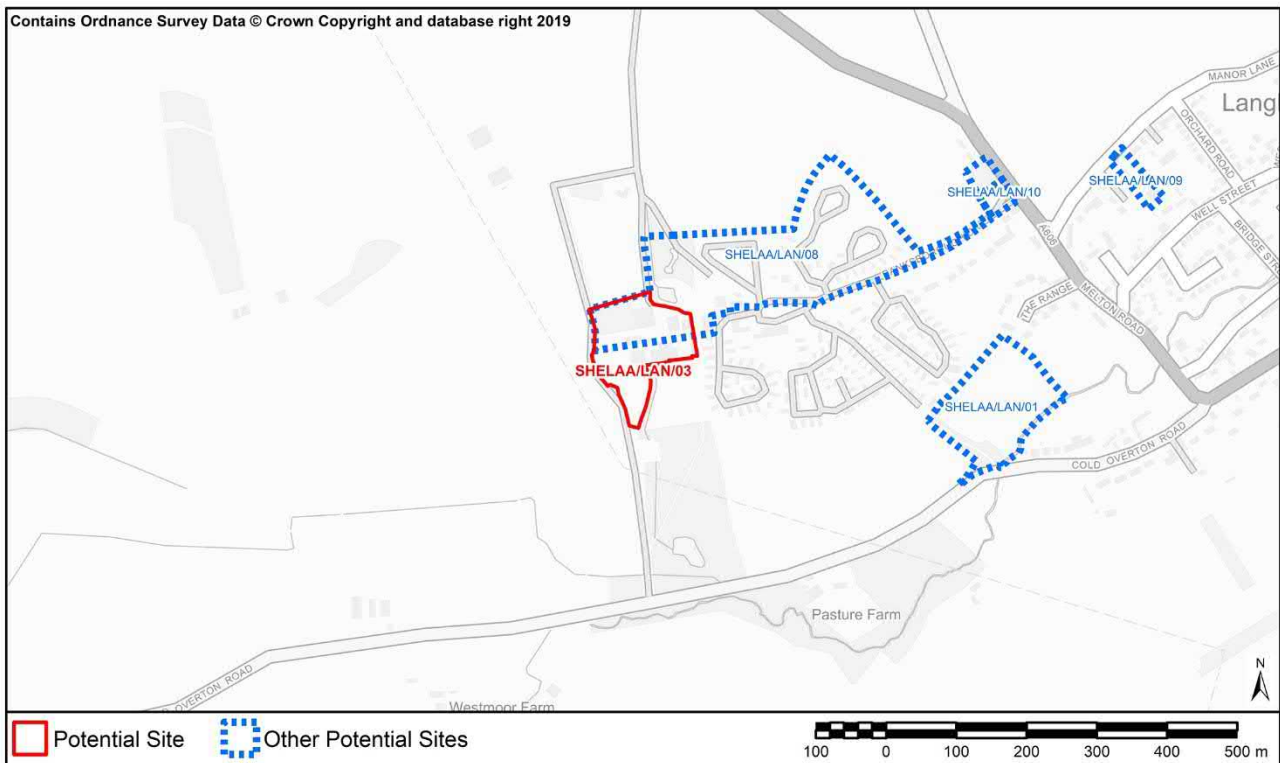 Contains Ordnance Survey Data © Crown Copyright and database right 2019
MANOR LANE
Lang
ORCHARD ROAD
SHELAA/LAN/10
SHELAA/LAN/09
WELL STREET
BRIDGE STR
A606
SHELAA/LAN/08
THE RANGE
MELTON ROAD
SHELAA/LAN/03
SHELAA/LAN/01
COLD OVERTON ROAD
Pasture Farm
N
OVERTON ROAD
Westmoor Farm
Potential Site
Other Potential Sites
100 0 100 200 300 400 500 m